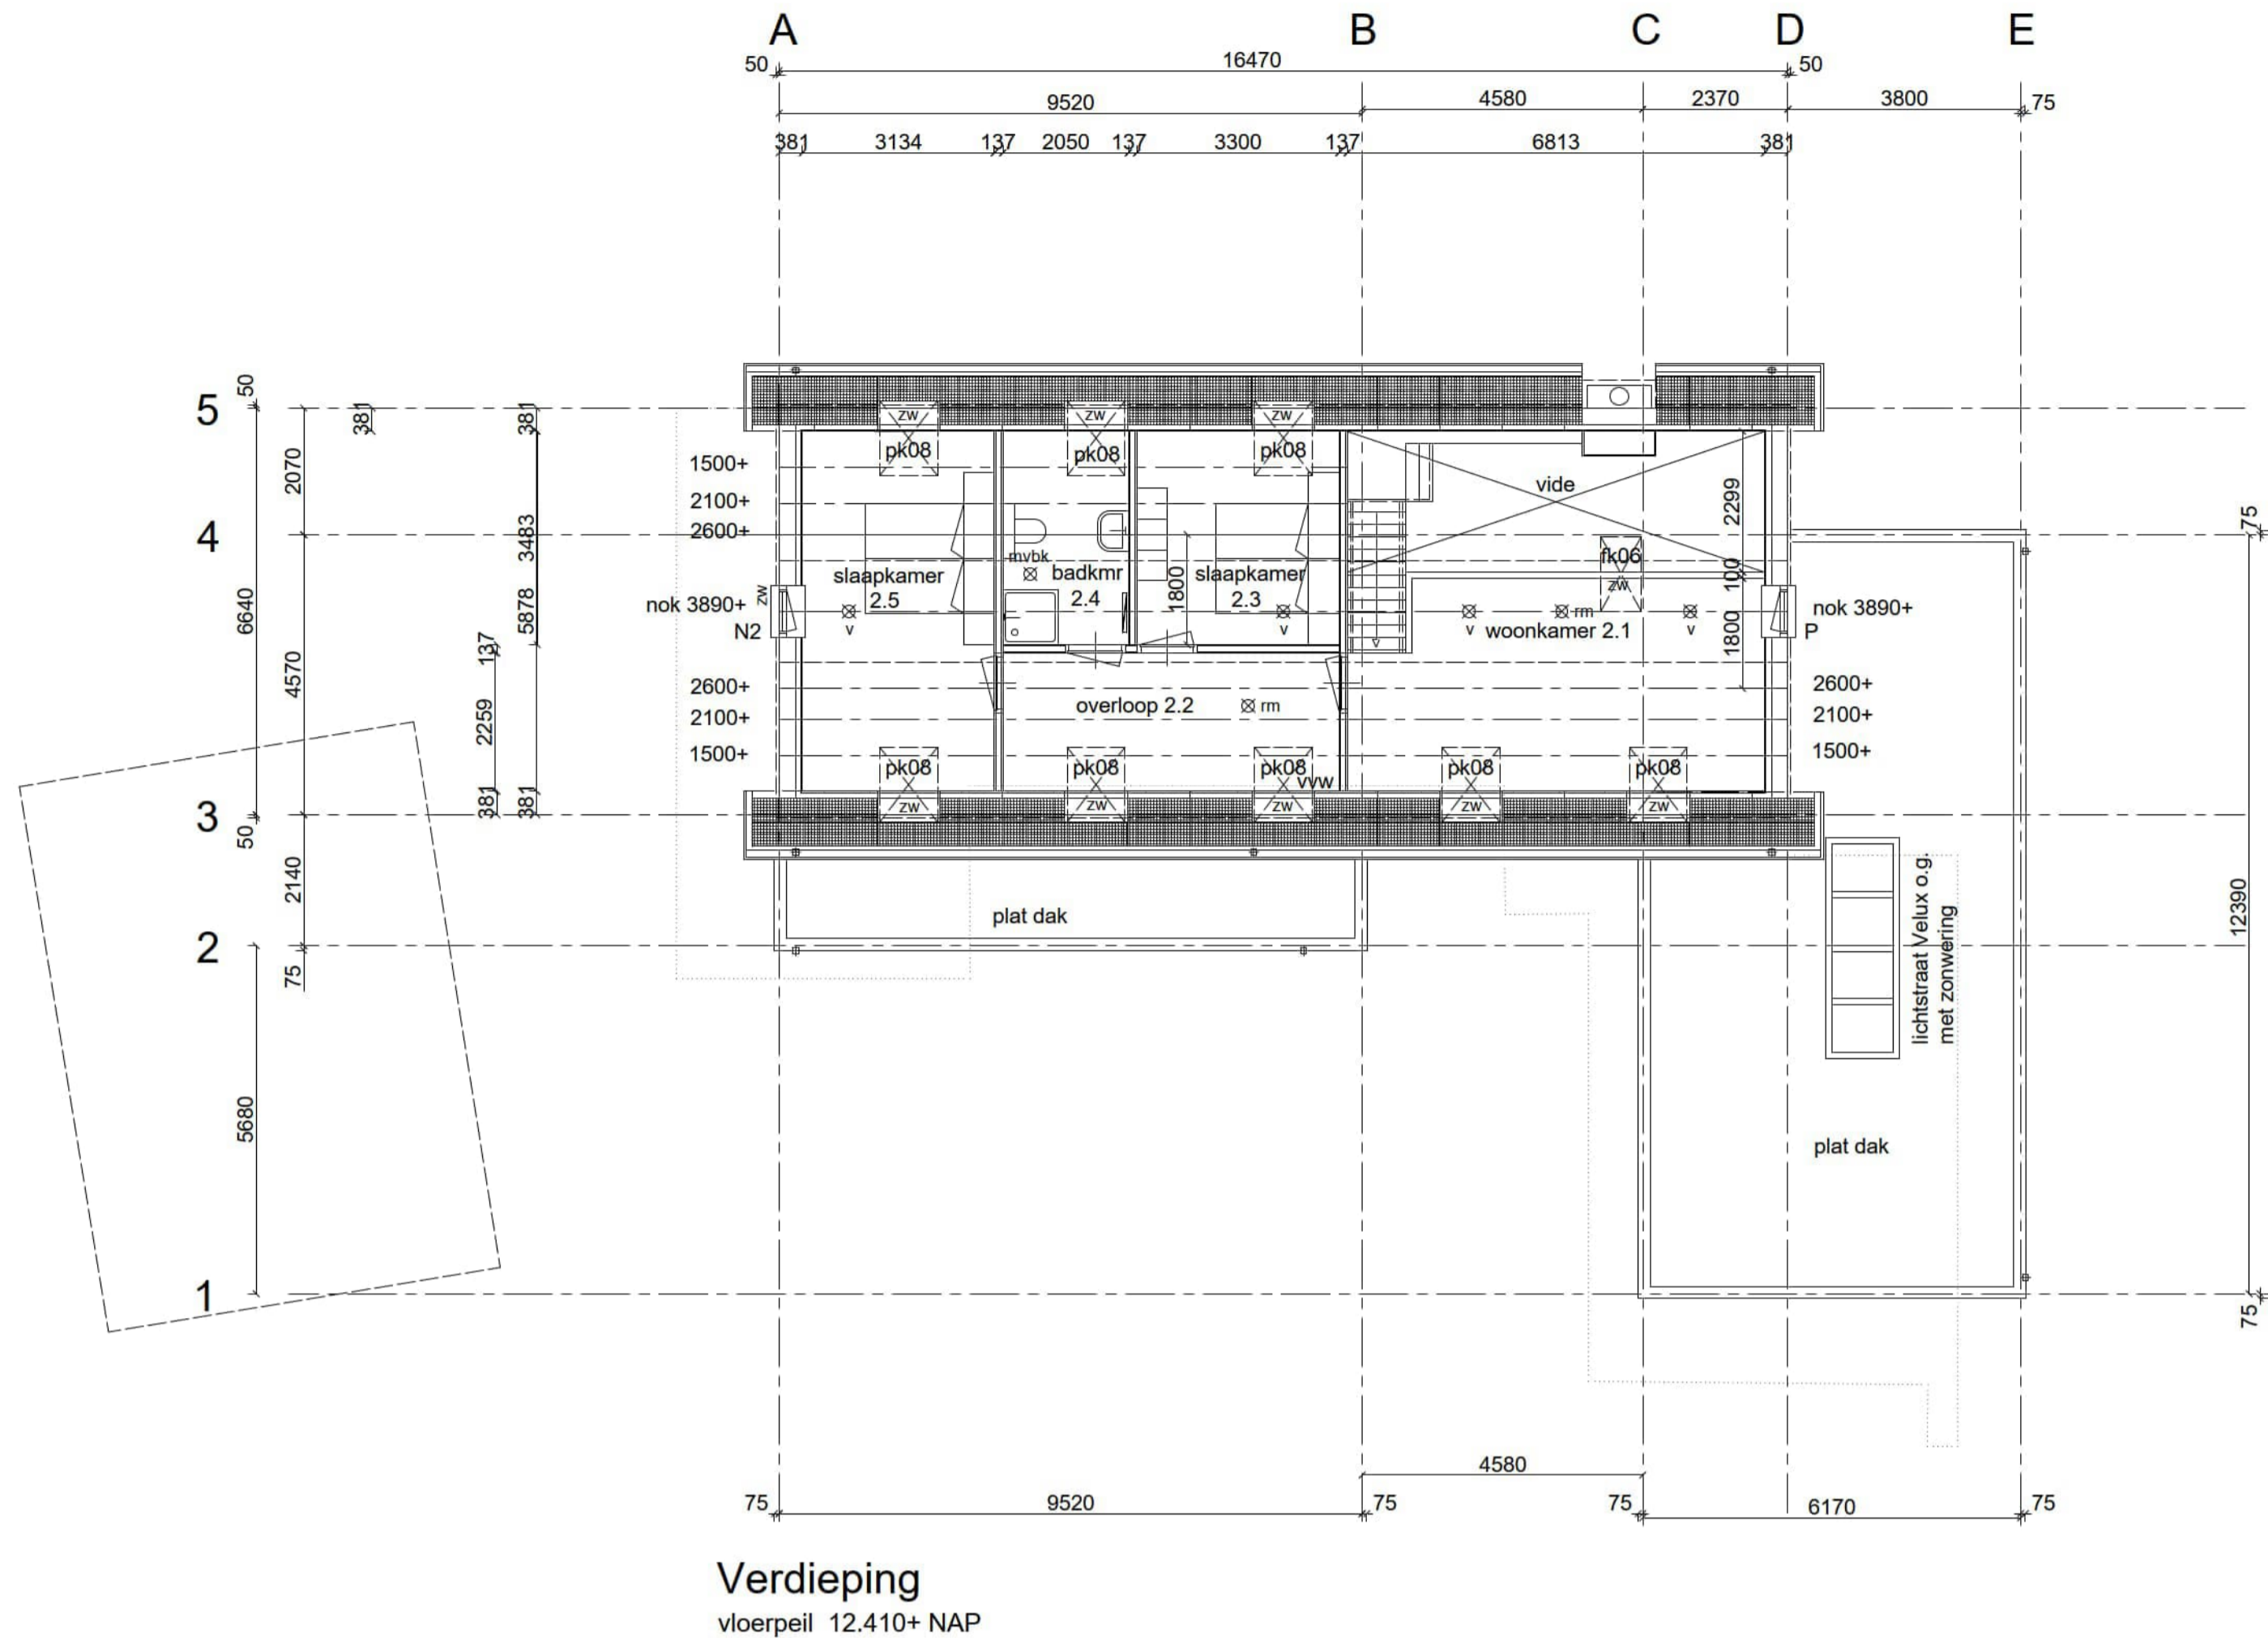 A
B
C
D
E
50
16470
50
9520
4580
2370
3800
75
381
3134
137
2050
137
3300
137
6813
381
5
50
381
381
zw
zw
zw
pk08
pk08
pk08
2070
1500+
2100+
2600+
vide
2299
75
4
3483
fk06
zw
100
mvbk
slaapkamer
2.5
badkmr
2.4
1800
slaapkamer
2.3
6640
5878
nok 3890+
zw
N2
v
v
v
rm
woonkamer 2.1
v
1800
nok 3890+
P
137
4570
2259
2600+
2100+
1500+
overloop 2.2
rm
2600+
2100+
1500+
pk08
pk08
pk08
vvw
pk08
pk08
zw
zw
zw
zw
zw
381
381
3
50
2140
plat dak
lichtstraat Velux o.g.
met zonwering
12390
2
75
5680
plat dak
1
75
4580
75
9520
75
75
6170
75
Verdieping
vloerpeil 12.410+ NAP